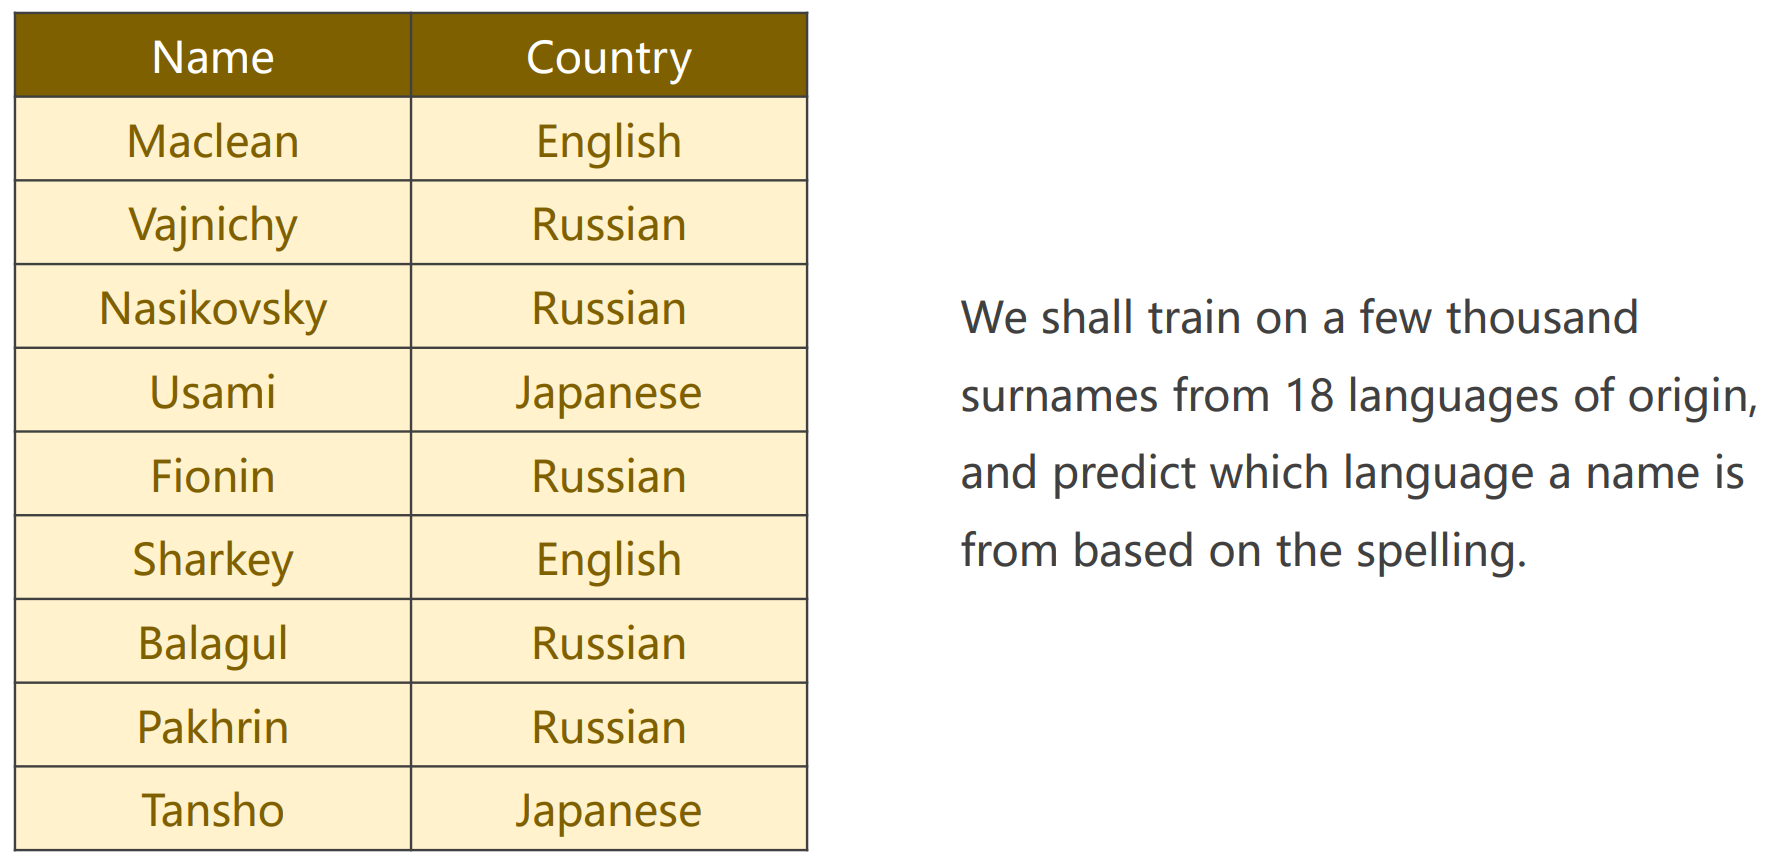 Name Country
Maclean English
Vajnichy Russian
Nasikovsky Russian
Usami Japanese
Fionin Russian
Sharkey English
Balagul Russian
Pakhrin Russian
Tansho Japanese
We shall train on a few thousand
surnames from 18 languages of origin,
and predict which language a name is
from based on the spelling.